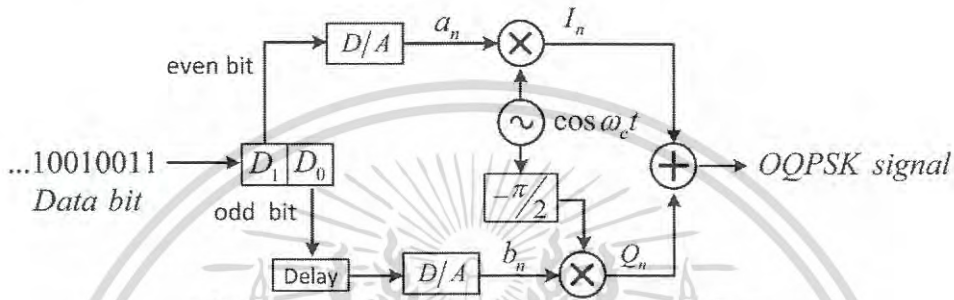 D/A
a_n
I_n
even bit
cos ω_c t
...10010011
Data bit
D_1 D_0
OQPSK signal
odd bit
-π/2
Delay
D/A
b_n
Q_n